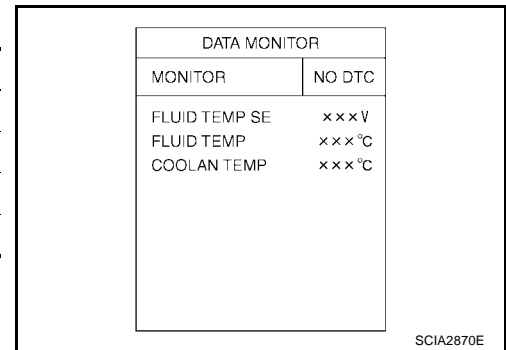 DATA MONITOR
MONITOR NO DTC
FLUID TEMP SE ×××V
FLUID TEMP ×××°C
COOLAN TEMP ×××°C
SCIA2870E